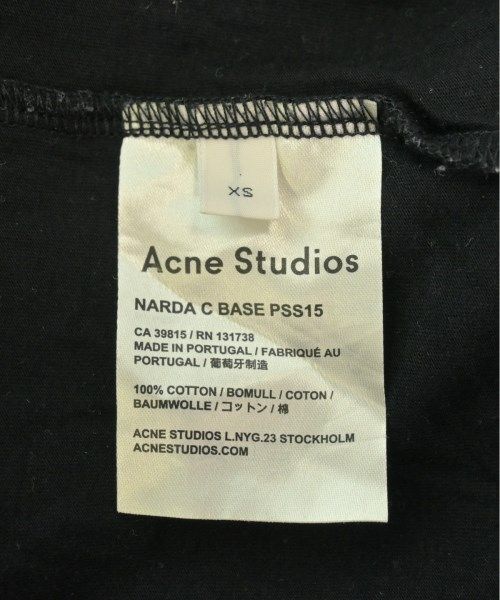 XS
Acne Studios
NARDA C BASE PSS15
CA 39815 / RN 131738
MADE IN PORTUGAL / FABRIQUÉ AU
PORTUGAL / 葡萄牙制造
100% COTTON / BOMULL / COTON /
BAUMWOLLE / コットン / 棉
ACNE STUDIOS L.NYG.23 STOCKHOLM
ACNESTUDIOS.COM